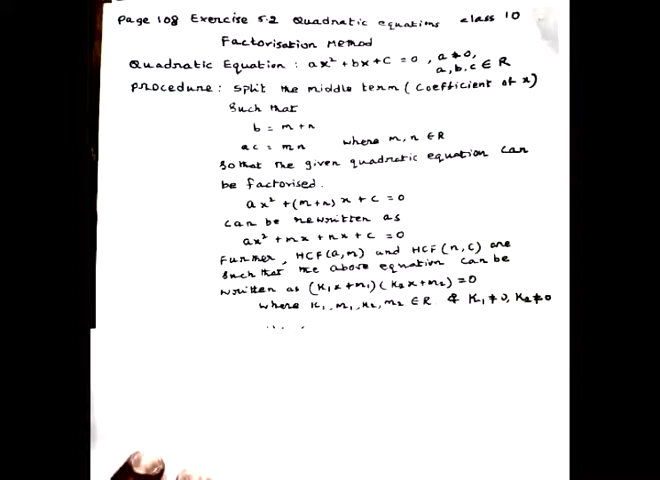 Page 108 Exercise 5.2 Quadratic equations class 10
Factorisation Method
Quadratic Equation : ax² + bx + c = 0 , a ≠ 0,
a, b, c ∈ R
Procedure : split the middle term (coefficient of x)
Such that
b = m + n
ac = mn where m, n ∈ R
So that the given quadratic equation can
be factorised.
ax² + (m+n) x + c = 0
can be rewritten as
ax² + mx + nx + c = 0
Further, HCF(a,m) and HCF(n,c) are
such that the above equation can be
written as (K₁x + m₁) (K₂x + m₂) = 0
where K₁, m₁, K₂, m₂ ∈ R & K₁ ≠ 0, K₂ ≠ 0